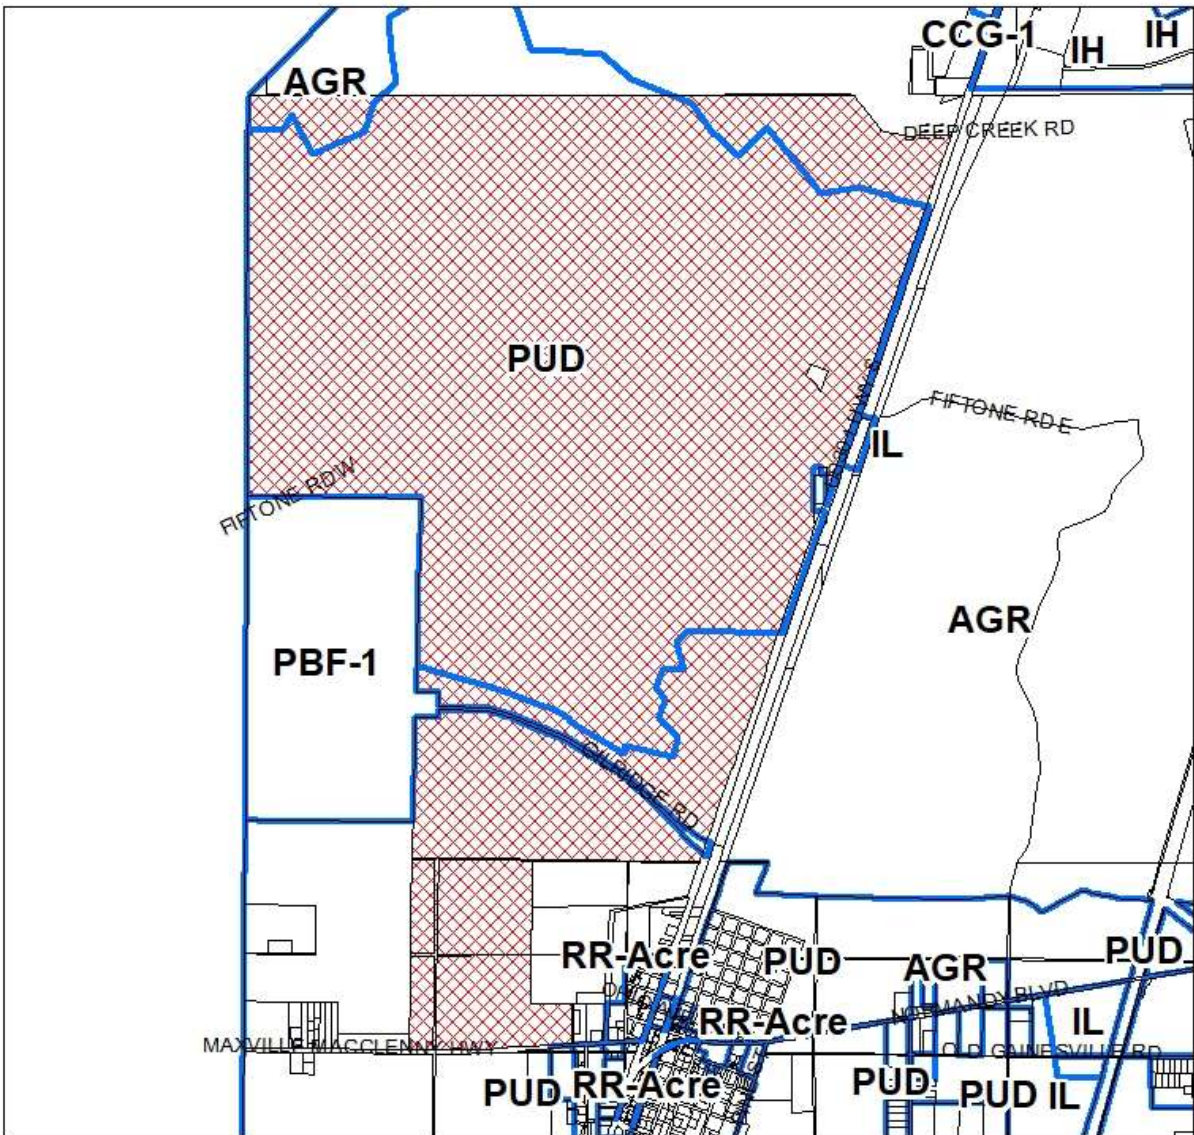 CCG-1
IH
IH
AGR
DEEP CREEK RD
PUD
FIFTONE RD E
IL
FIFTONE RD W
AGR
PBF-1
GILRIDGE RD
RR-Acre
PUD
AGR
PUD
NORMANDY BLVD
RR-Acre
IL
MAXVILLE MACCLENNY HWY
OLD GAINESVILLE RD
PUD
RR-Acre
PUD
PUD
IL